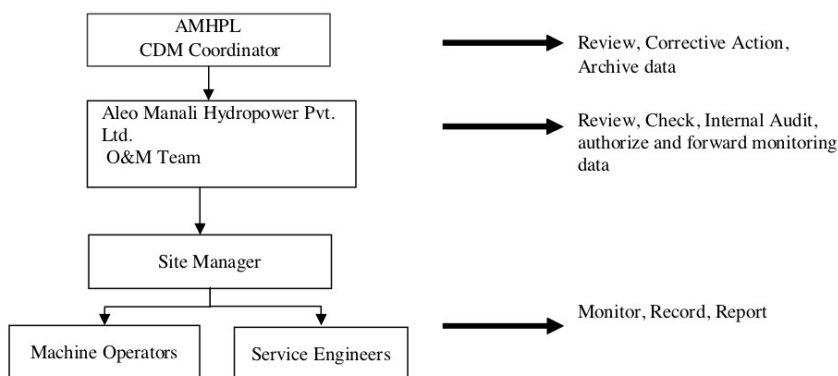 AMHPL
CDM Coordinator
Review, Corrective Action,
Archive data
Aleo Manali Hydropower Pvt.
Ltd.
O&M Team
Review, Check, Internal Audit,
authorize and forward monitoring
data
Site Manager
Monitor, Record, Report
Machine Operators
Service Engineers